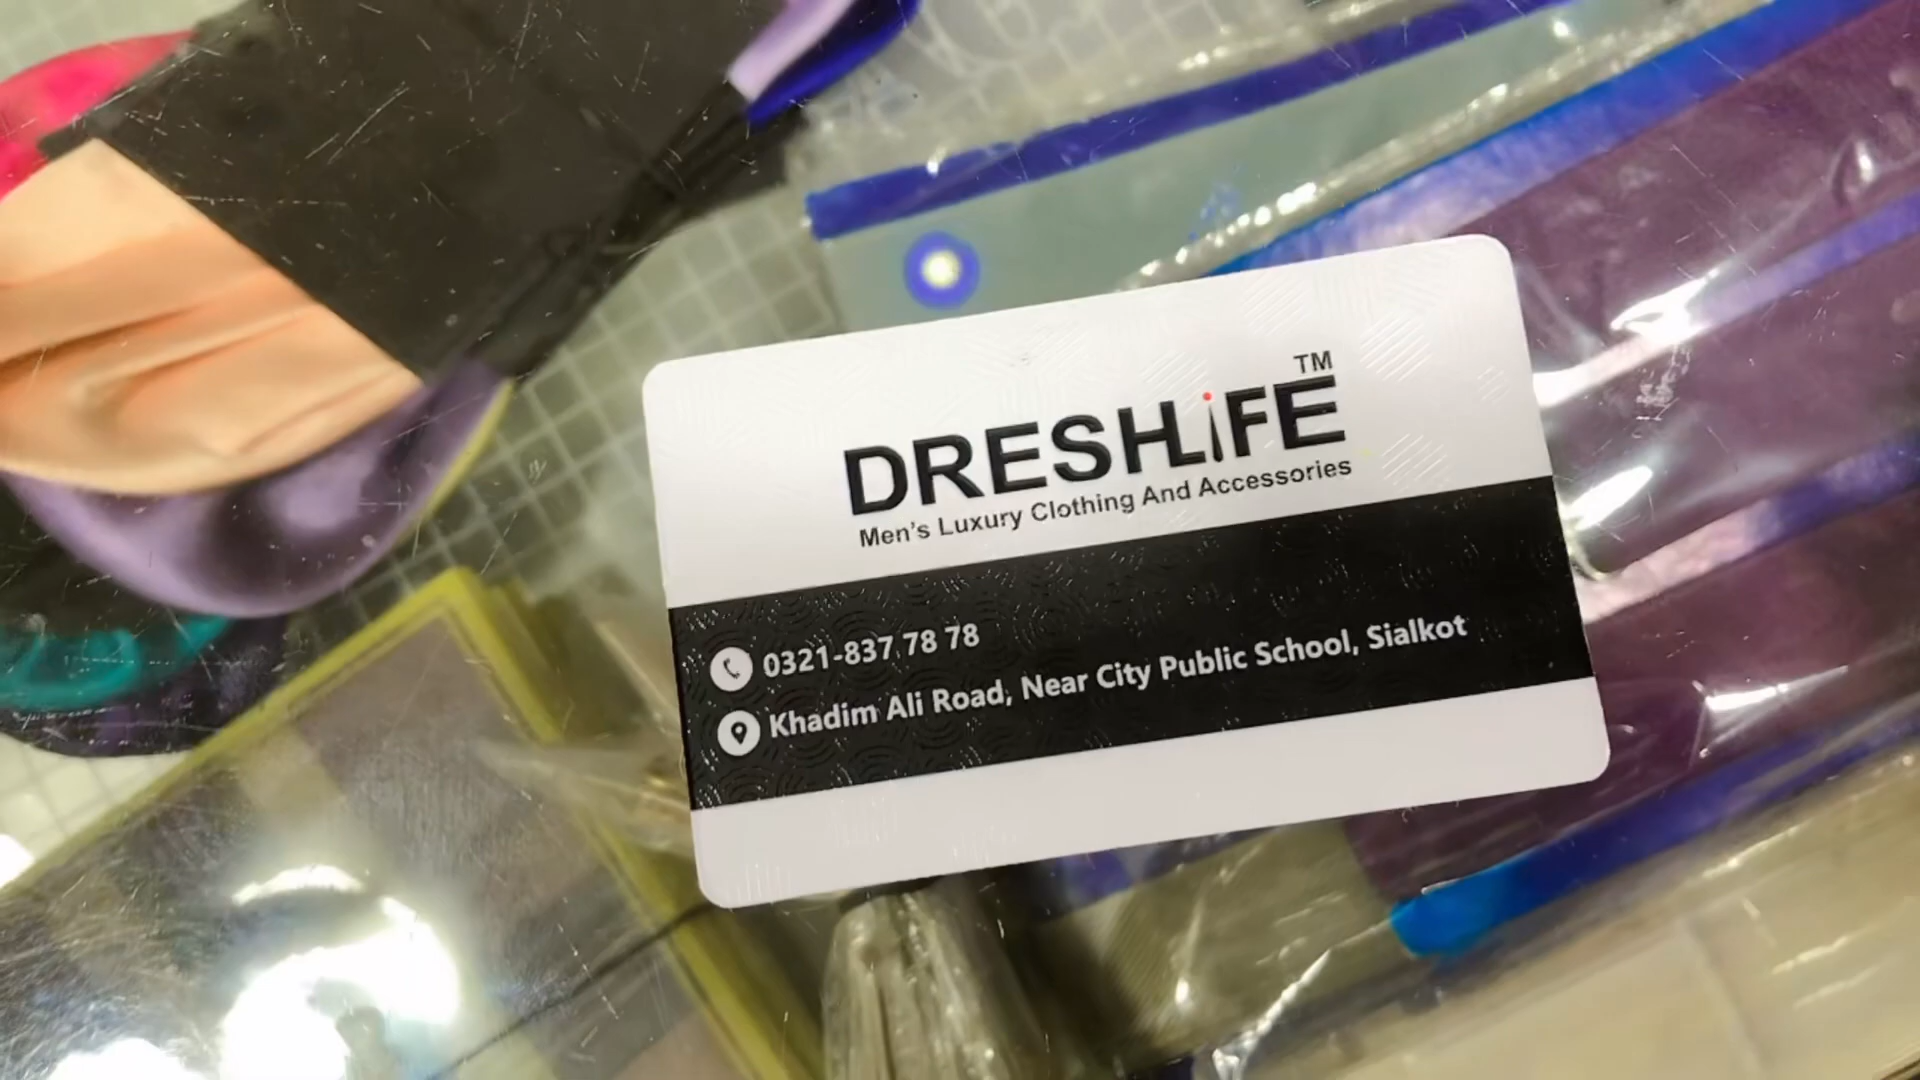 DRESHLiFE™
Men's Luxury Clothing And Accessories
0321-837 78 78
Khadim Ali Road, Near City Public School, Sialkot